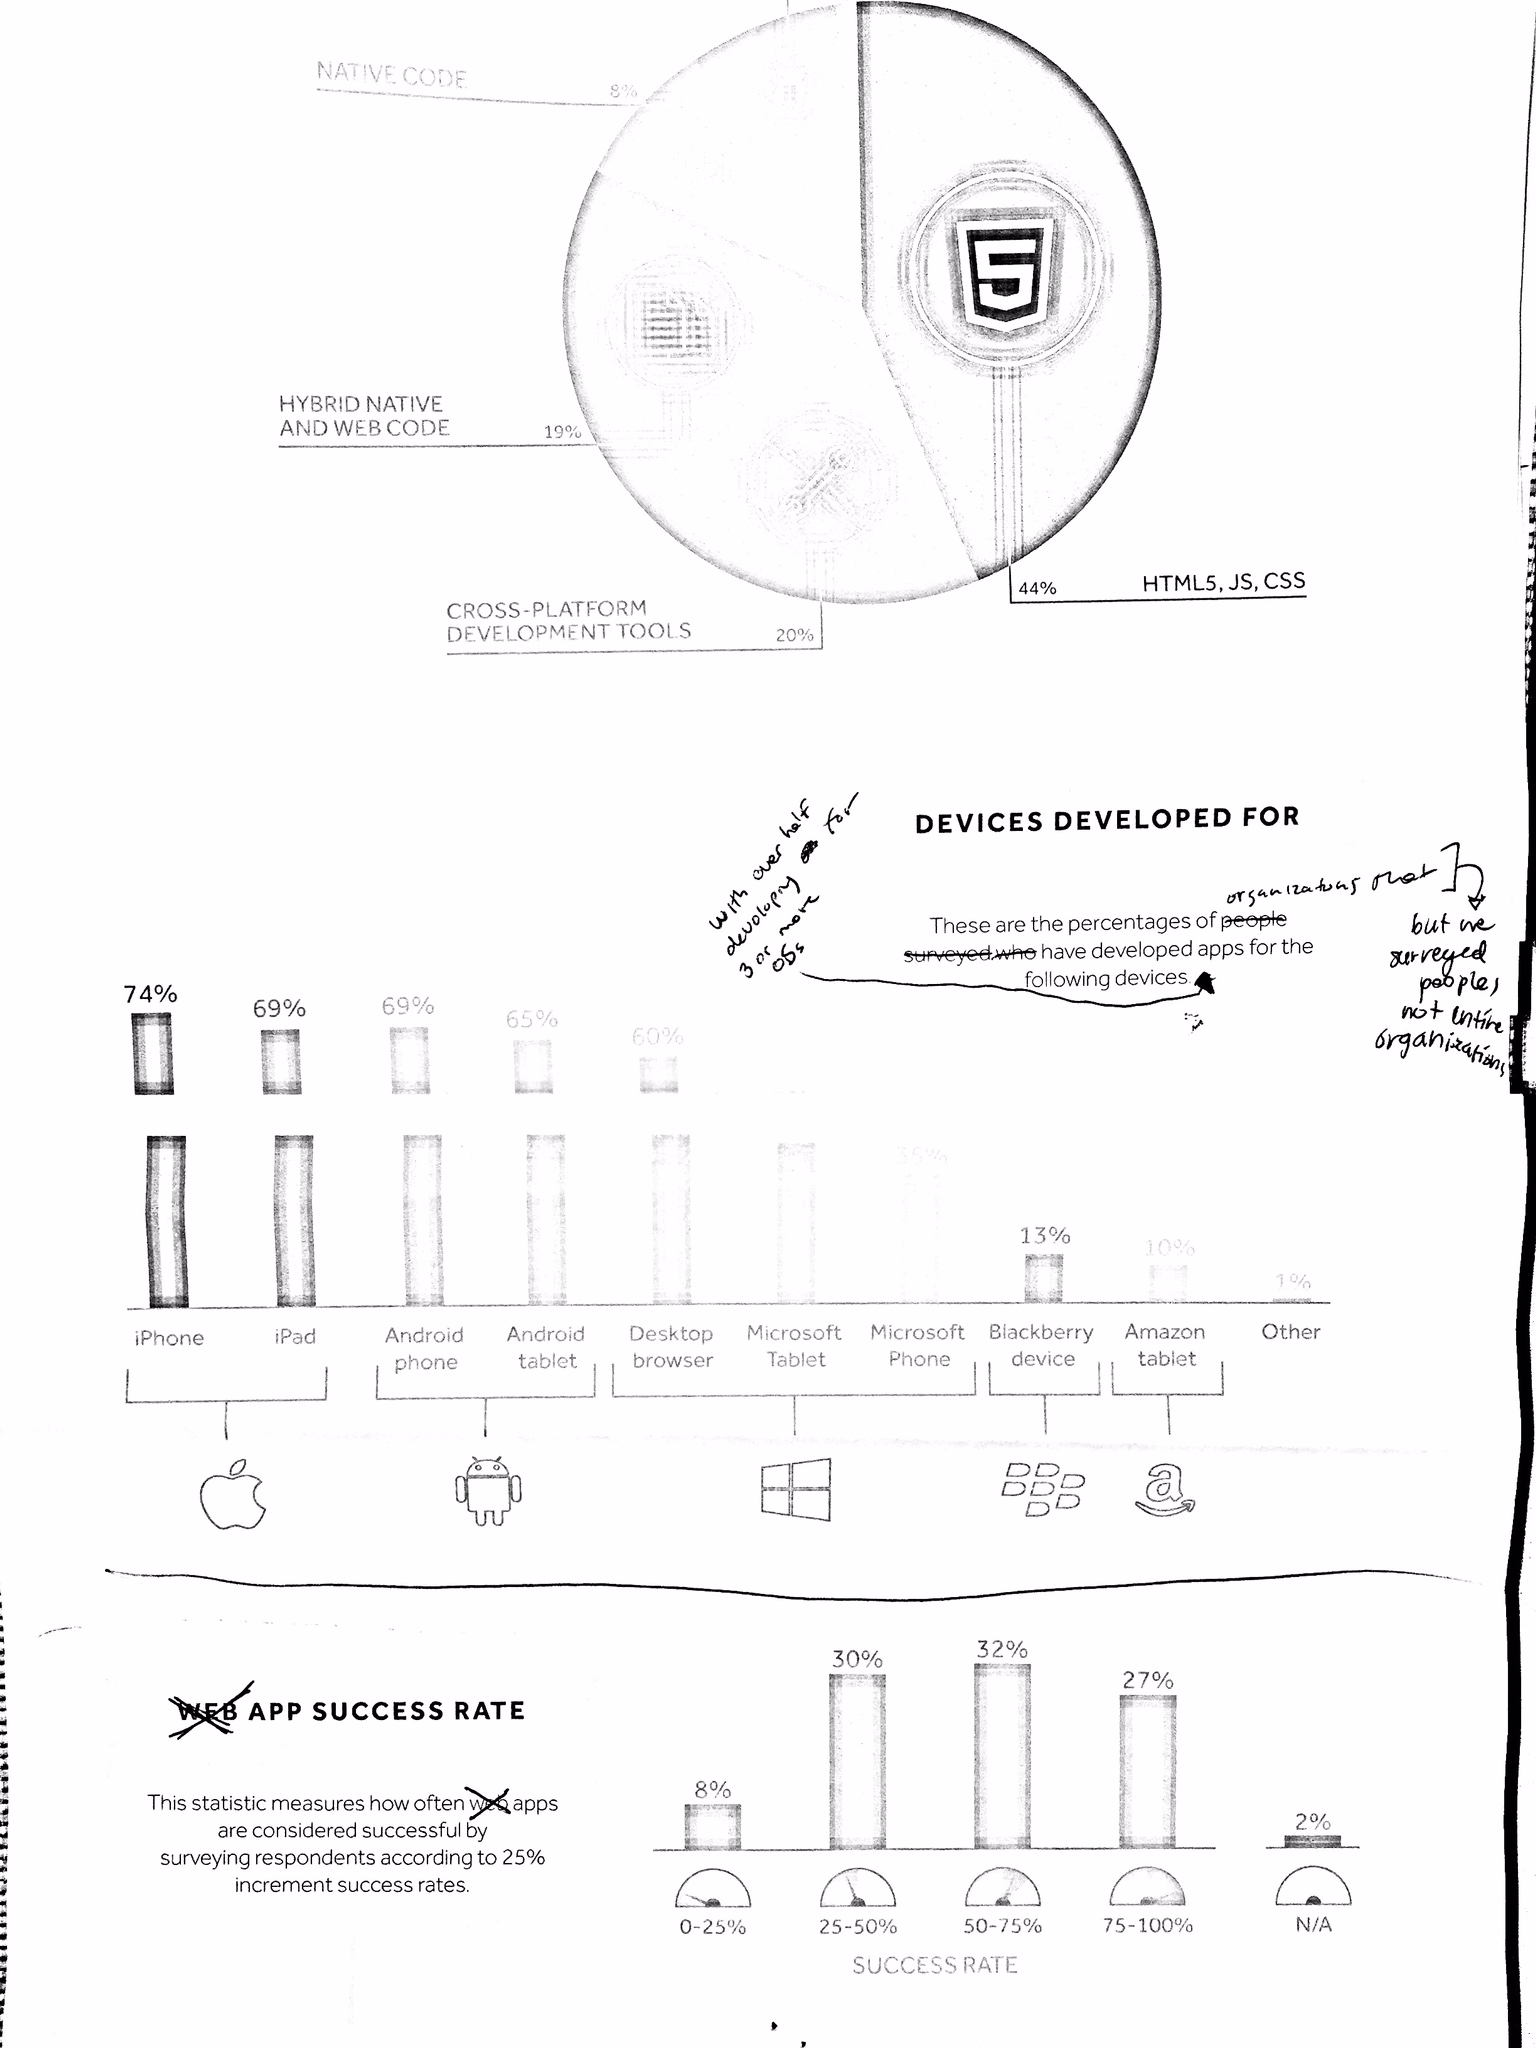 NATIVE CODE
8%
HYBRID NATIVE
AND WEB CODE
19%
44%
HTML5, JS, CSS
CROSS-PLATFORM
DEVELOPMENT TOOLS
20%
With over half
developing for
3 or more
OSs
DEVICES DEVELOPED FOR
organizations that
These are the percentages of people
surveyed who have developed apps for the
following devices.
but we
surveyed
people,
not entire
organizations
74%
69%
69%
65%
60%
35%
13%
10%
1%
iPhone
iPad
Android
phone
Android
tablet
Desktop
browser
Microsoft
Tablet
Microsoft
Phone
Blackberry
device
Amazon
tablet
Other
WEB APP SUCCESS RATE
This statistic measures how often web apps
are considered successful by
surveying respondents according to 25%
increment success rates.
8%
30%
32%
27%
2%
0-25%
25-50%
50-75%
75-100%
N/A
SUCCESS RATE